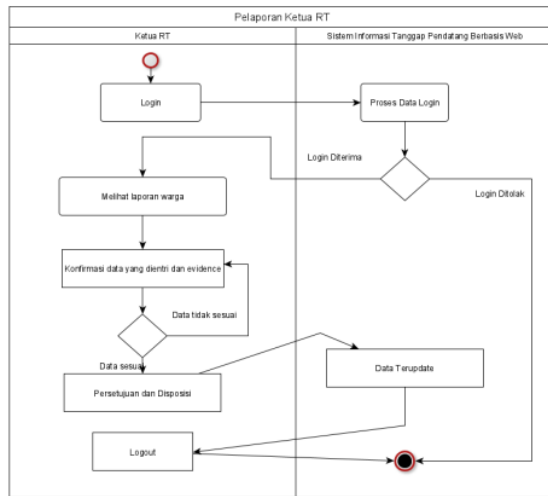 Pelaporan Ketua RT
Ketua RT
Sistem Informasi Tanggap Pendatang Berbasis Web
Login
Proses Data Login
Login Diterima
Login Ditolak
Melihat laporan warga
Konfirmasi data yang dientri dan evidence
Data tidak sesuai
Data sesuai
Persetujuan dan Disposisi
Data Terupdate
Logout